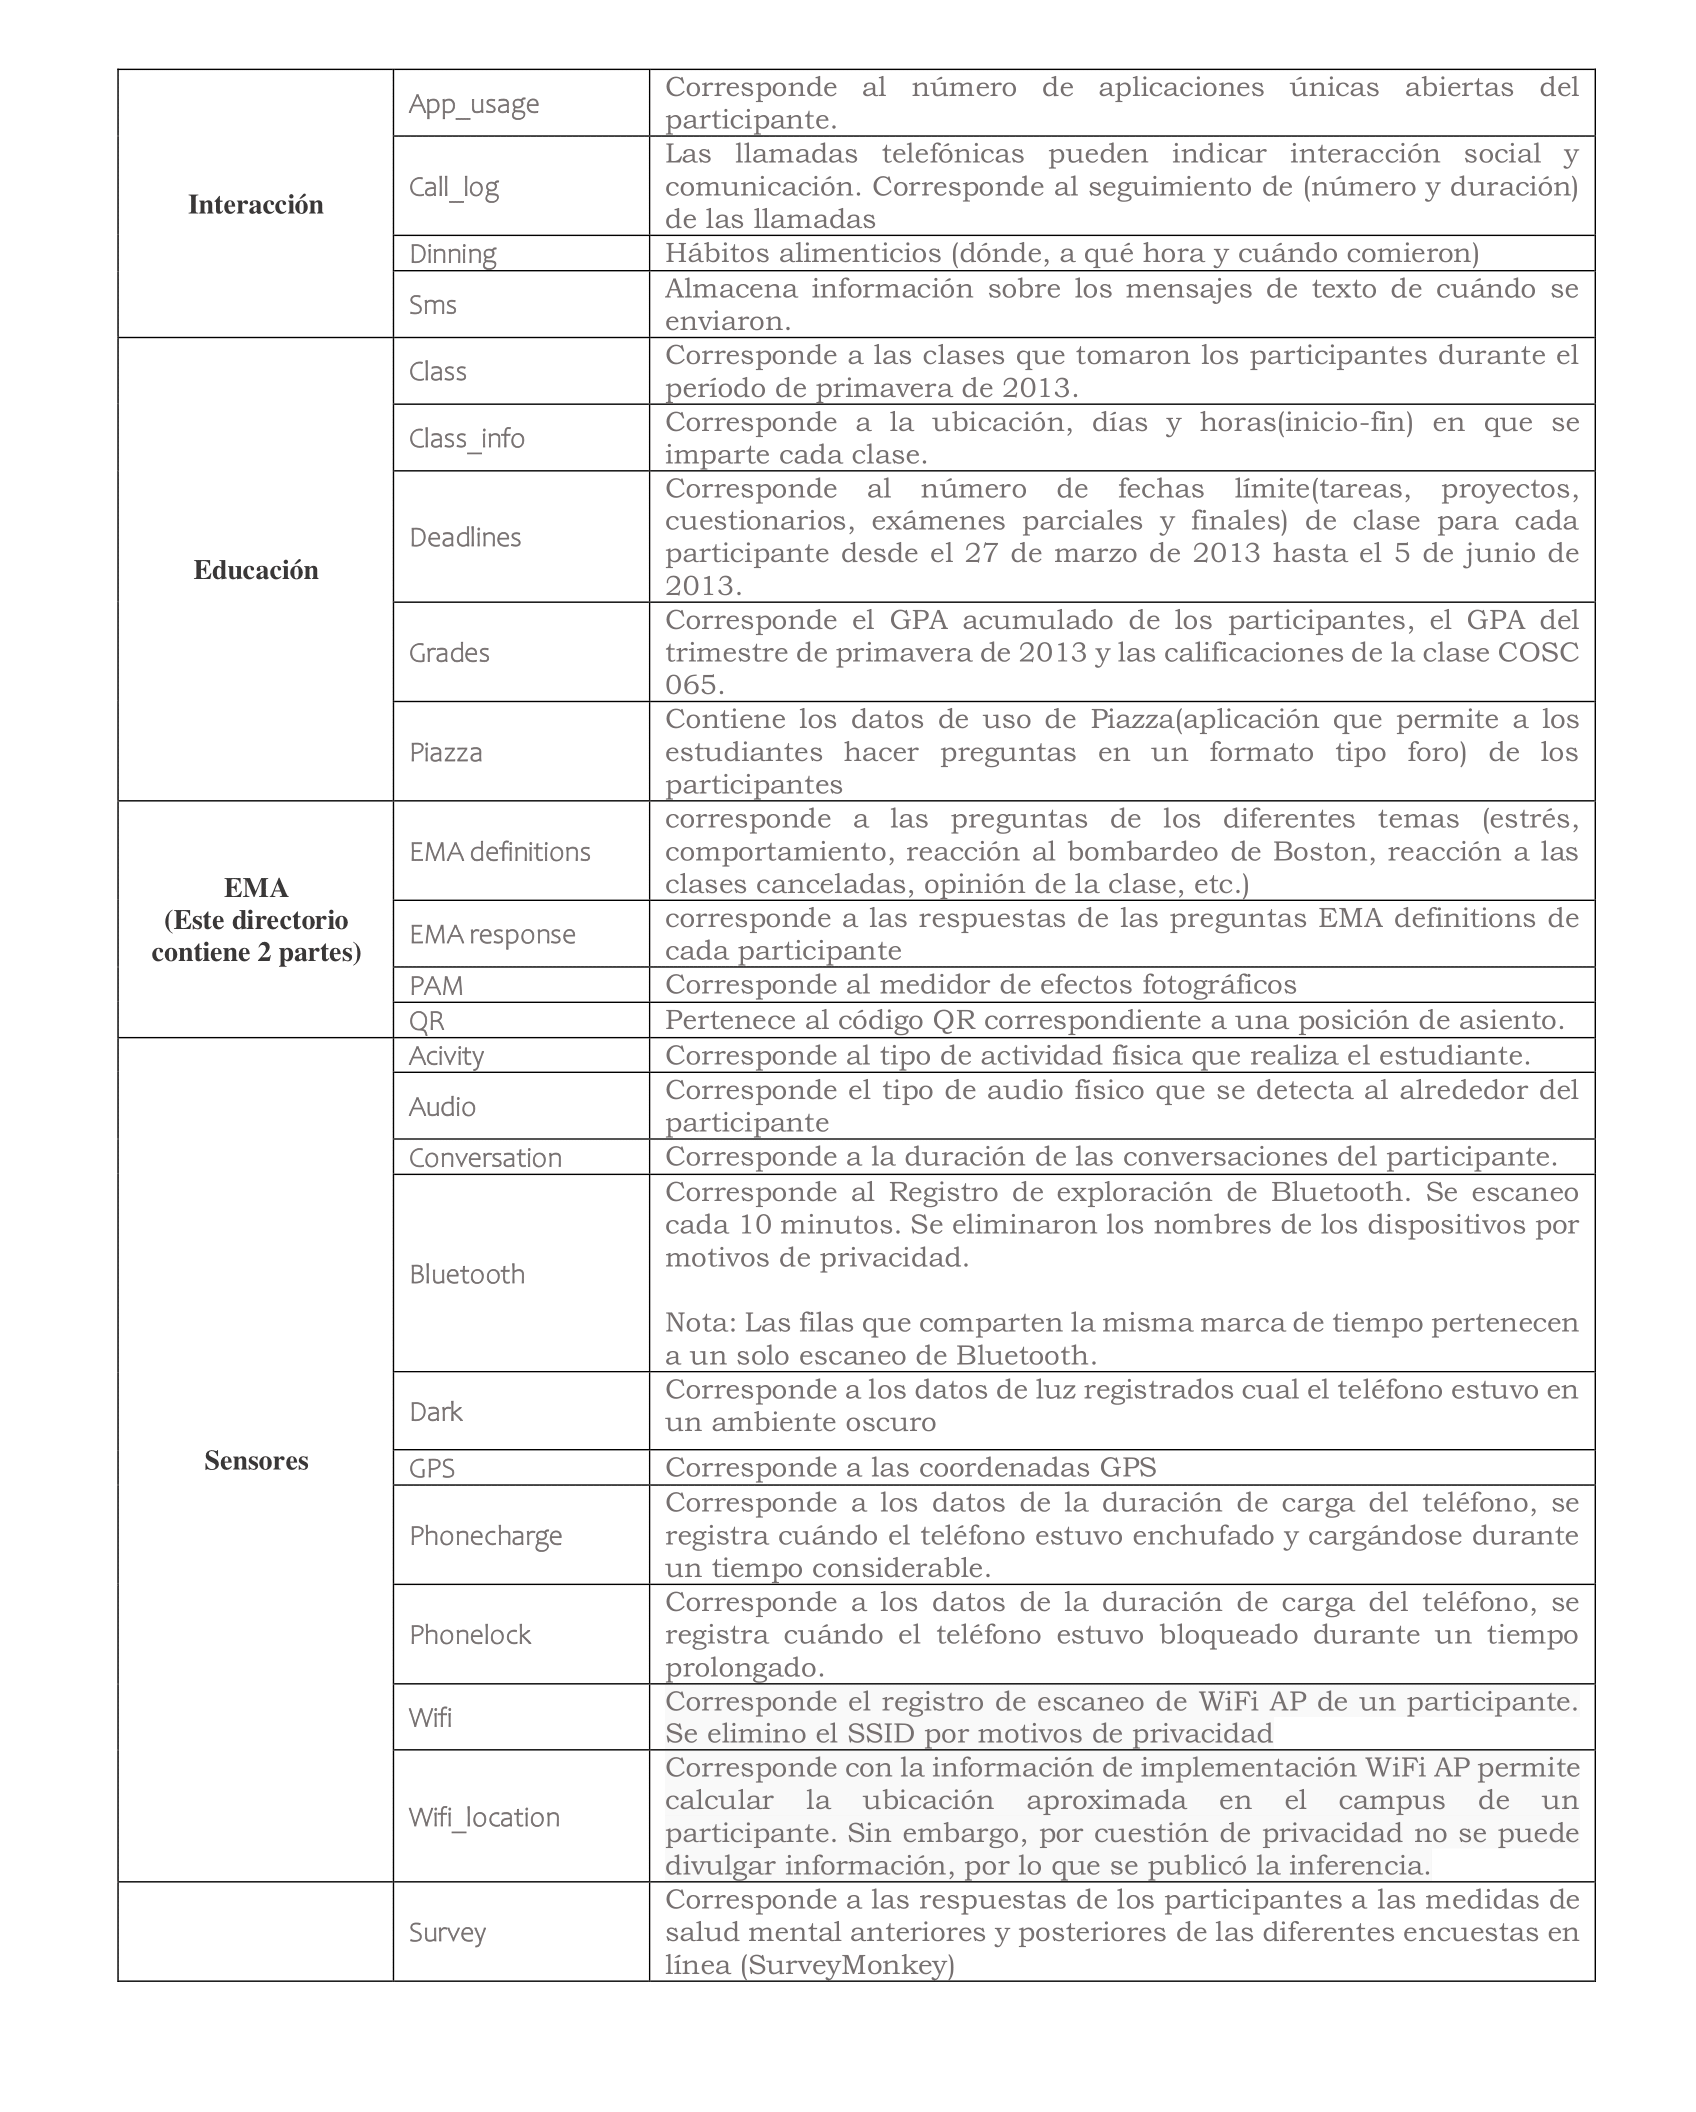 Interacción
App_usage
Corresponde al número de aplicaciones únicas abiertas del
participante.
Call_log
Las llamadas telefónicas pueden indicar interacción social y
comunicación. Corresponde al seguimiento de (número y duración)
de las llamadas
Dinning
Hábitos alimenticios (dónde, a qué hora y cuándo comieron)
Sms
Almacena información sobre los mensajes de texto de cuándo se
enviaron.
Educación
Class
Corresponde a las clases que tomaron los participantes durante el
período de primavera de 2013.
Class_info
Corresponde a la ubicación, días y horas(inicio-fin) en que se
imparte cada clase.
Deadlines
Corresponde al número de fechas límite(tareas, proyectos,
cuestionarios, exámenes parciales y finales) de clase para cada
participante desde el 27 de marzo de 2013 hasta el 5 de junio de
2013.
Grades
Corresponde el GPA acumulado de los participantes, el GPA del
trimestre de primavera de 2013 y las calificaciones de la clase COSC
065.
Piazza
Contiene los datos de uso de Piazza(aplicación que permite a los
estudiantes hacer preguntas en un formato tipo foro) de los
participantes
EMA
(Este directorio
contiene 2 partes)
EMA definitions
corresponde a las preguntas de los diferentes temas (estrés,
comportamiento, reacción al bombardeo de Boston, reacción a las
clases canceladas, opinión de la clase, etc.)
EMA response
corresponde a las respuestas de las preguntas EMA definitions de
cada participante
PAM
Corresponde al medidor de efectos fotográficos
QR
Pertenece al código QR correspondiente a una posición de asiento.
Sensores
Acivity
Corresponde al tipo de actividad física que realiza el estudiante.
Audio
Corresponde el tipo de audio físico que se detecta al alrededor del
participante
Conversation
Corresponde a la duración de las conversaciones del participante.
Bluetooth
Corresponde al Registro de exploración de Bluetooth. Se escaneo
cada 10 minutos. Se eliminaron los nombres de los dispositivos por
motivos de privacidad.
Nota: Las filas que comparten la misma marca de tiempo pertenecen
a un solo escaneo de Bluetooth.
Dark
Corresponde a los datos de luz registrados cual el teléfono estuvo en
un ambiente oscuro
GPS
Corresponde a las coordenadas GPS
Phonecharge
Corresponde a los datos de la duración de carga del teléfono, se
registra cuándo el teléfono estuvo enchufado y cargándose durante
un tiempo considerable.
Phonelock
Corresponde a los datos de la duración de carga del teléfono, se
registra cuándo el teléfono estuvo bloqueado durante un tiempo
prolongado.
Wifi
Corresponde el registro de escaneo de WiFi AP de un participante.
Se elimino el SSID por motivos de privacidad
Wifi_location
Corresponde con la información de implementación WiFi AP permite
calcular la ubicación aproximada en el campus de un
participante. Sin embargo, por cuestión de privacidad no se puede
divulgar información, por lo que se publicó la inferencia.
Survey
Corresponde a las respuestas de los participantes a las medidas de
salud mental anteriores y posteriores de las diferentes encuestas en
línea (SurveyMonkey)